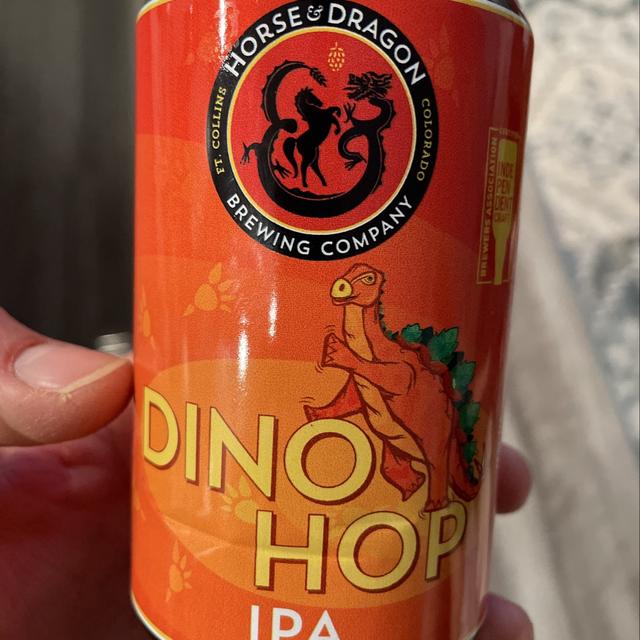 HORSE & DRAGON
FT. COLLINS
COLORADO
BREWING COMPANY
BREWERS ASSOCIATION
INDE
PEN
DENT
CRAFT
DINO
HOP
IPA